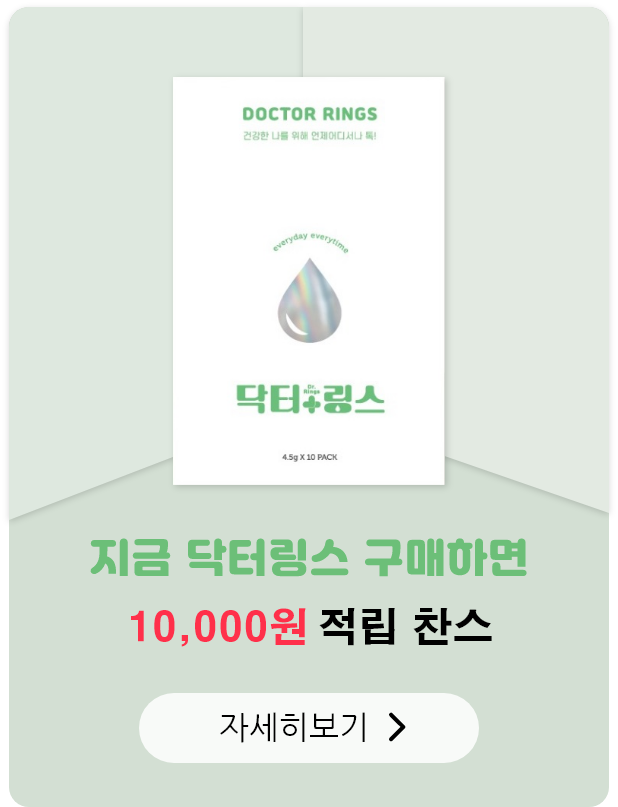 DOCTOR RINGS
건강한 나를 위해 언제어디서나 톡!
everyday everytime
Dr.
Rings
닥터링스
4.5g X 10 PACK
지금 닥터링스 구매하면
10,000원 적립 찬스
자세히보기